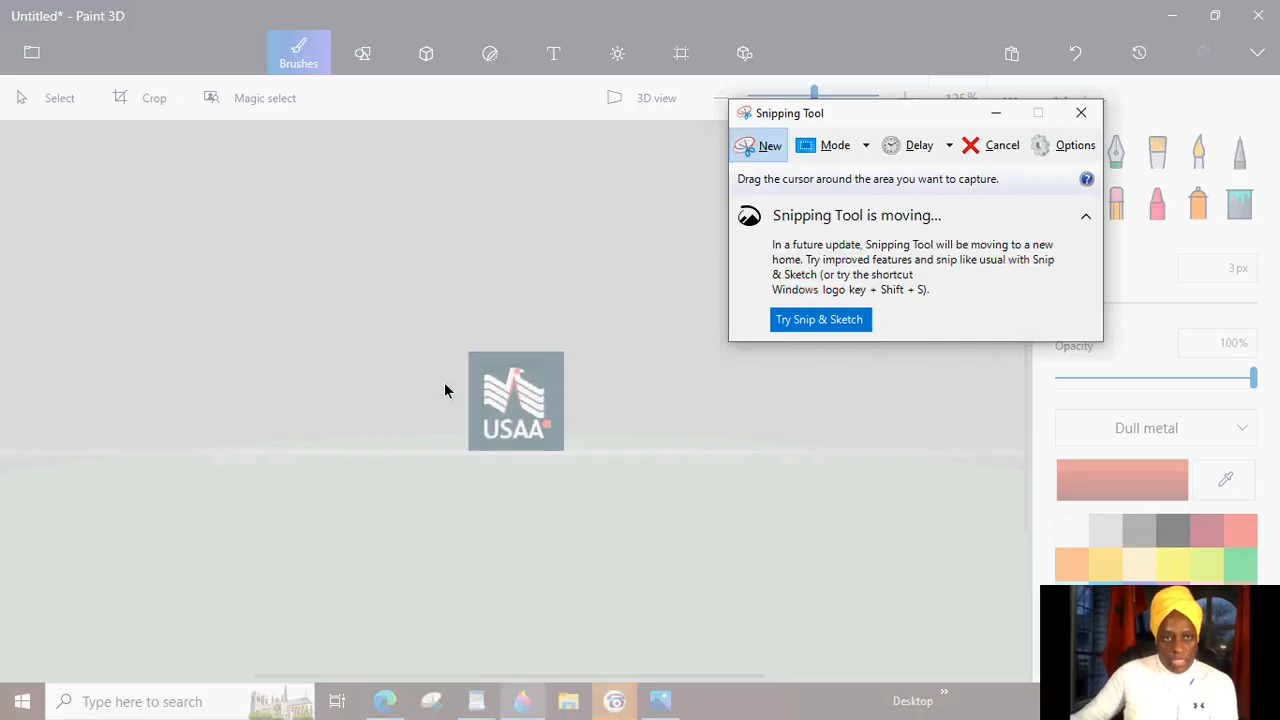 Untitled* - Paint 3D
Brushes
Select
Crop
Magic select
3D view
Snipping Tool
New
Mode
Delay
Cancel
Options
Drag the cursor around the area you want to capture.
Snipping Tool is moving...
In a future update, Snipping Tool will be moving to a new
home. Try improved features and snip like usual with Snip
& Sketch (or try the shortcut
Windows logo key + Shift + S).
Try Snip & Sketch
3px
Opacity
100%
Dull metal
USAA
Type here to search
Desktop